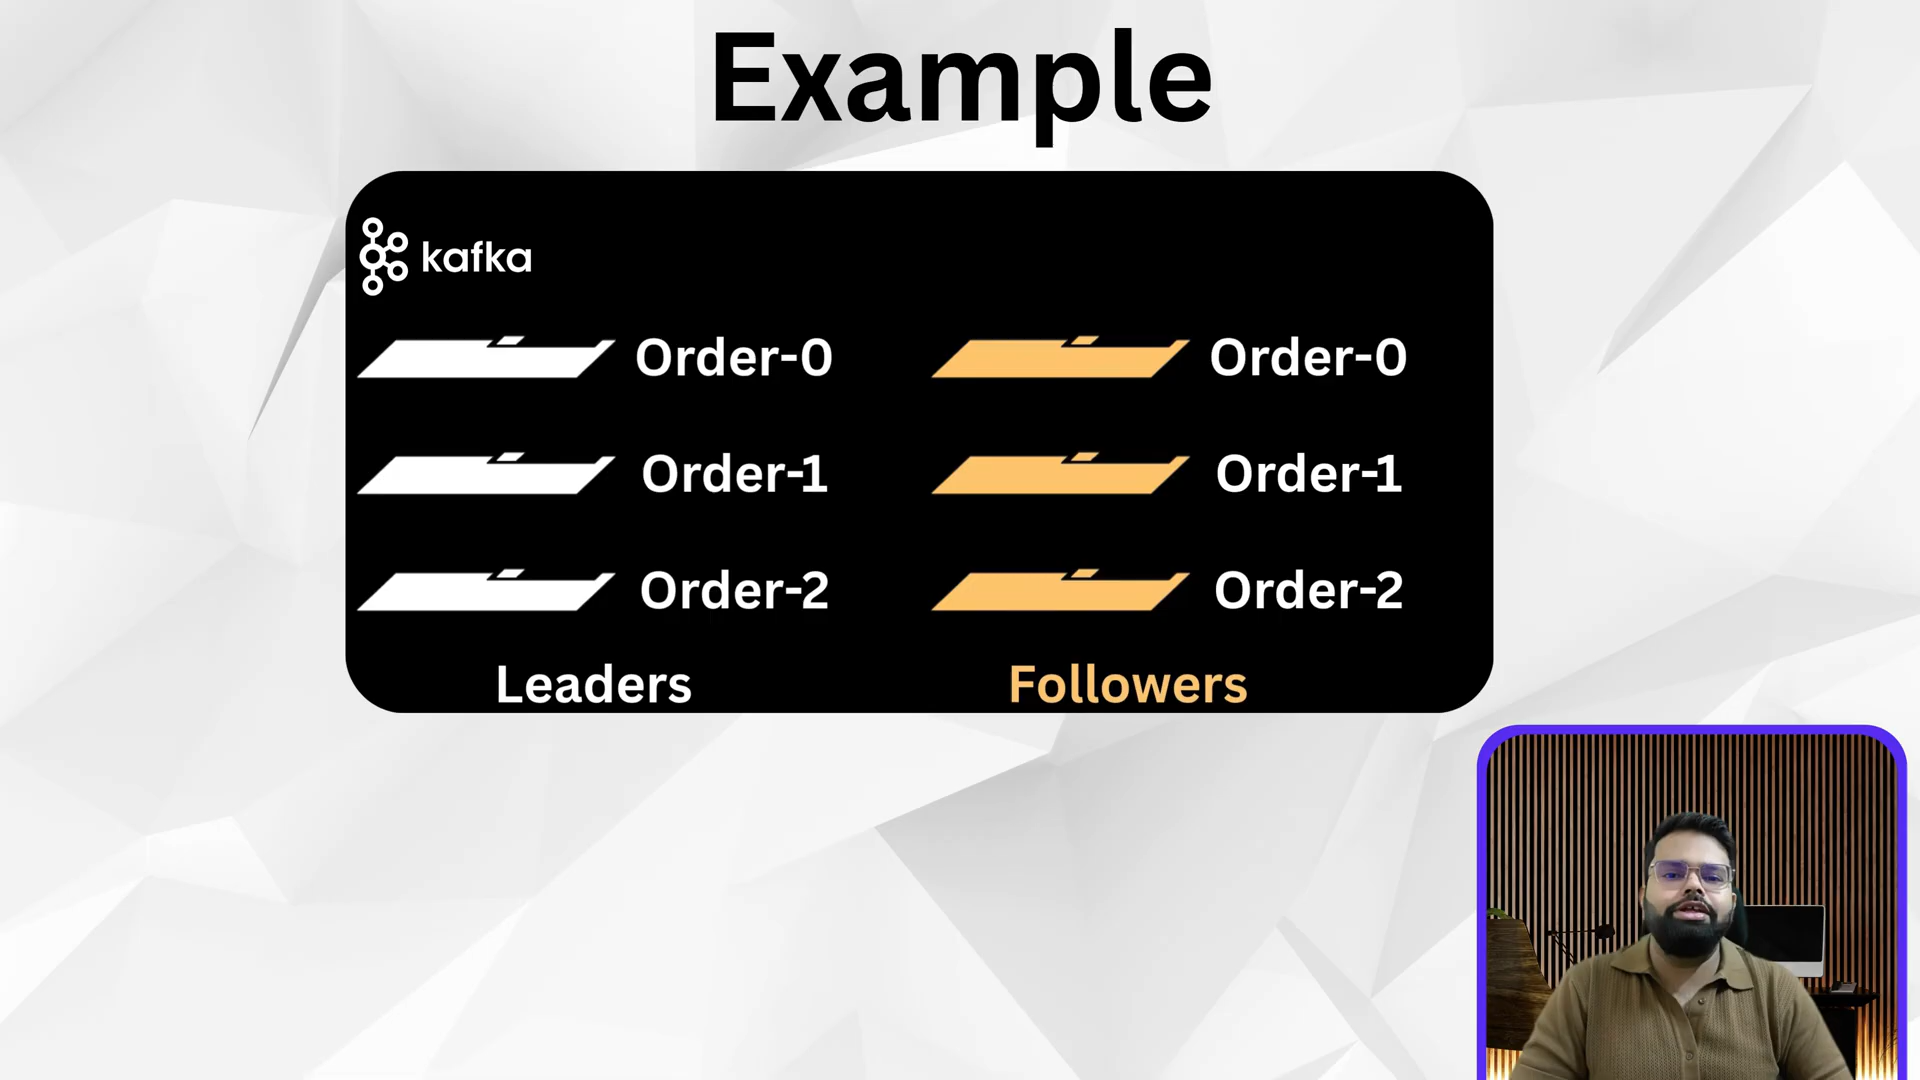 Example
kafka
Order-0 Order-0
Order-1 Order-1
Order-2 Order-2
Leaders Followers